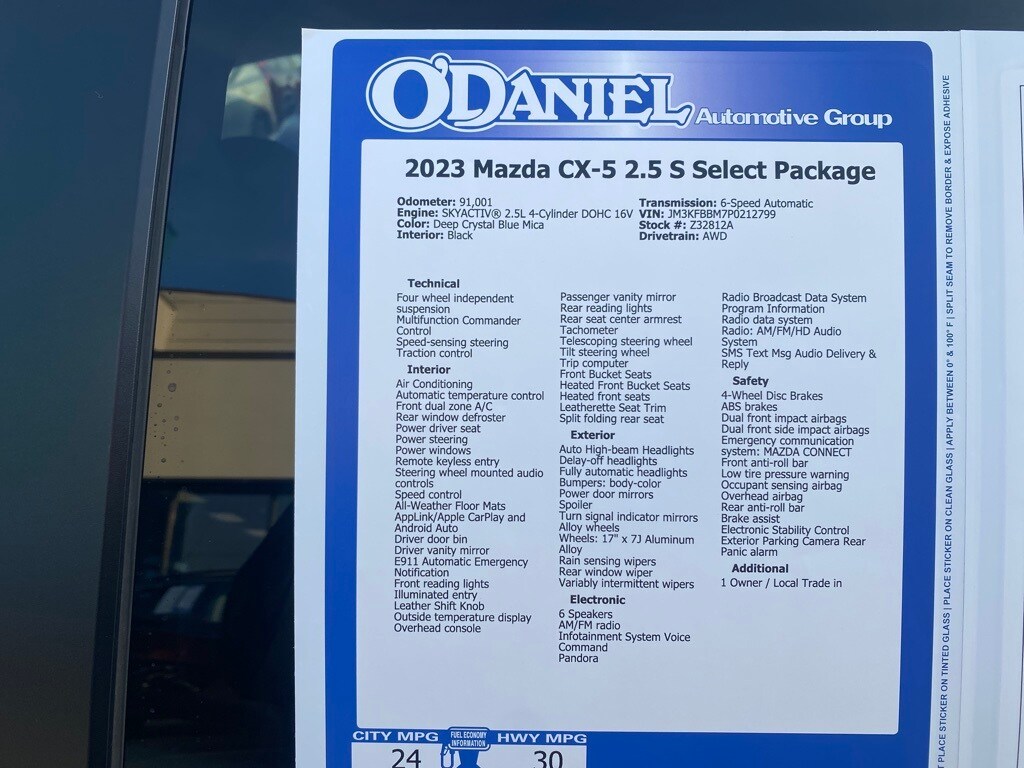 O'DANIEL Automotive Group
2023 Mazda CX-5 2.5 S Select Package
Odometer: 91,001
Engine: SKYACTIV® 2.5L 4-Cylinder DOHC 16V
Color: Deep Crystal Blue Mica
Interior: Black
Transmission: 6-Speed Automatic
VIN: JM3KFBBM7P0212799
Stock #: Z32812A
Drivetrain: AWD
Technical
Four wheel independent
suspension
Multifunction Commander
Control
Speed-sensing steering
Traction control
Interior
Air Conditioning
Automatic temperature control
Front dual zone A/C
Rear window defroster
Power driver seat
Power steering
Power windows
Remote keyless entry
Steering wheel mounted audio
controls
Speed control
All-Weather Floor Mats
AppLink/Apple CarPlay and
Android Auto
Driver door bin
Driver vanity mirror
E911 Automatic Emergency
Notification
Front reading lights
Illuminated entry
Leather Shift Knob
Outside temperature display
Overhead console
Passenger vanity mirror
Rear reading lights
Rear seat center armrest
Tachometer
Telescoping steering wheel
Tilt steering wheel
Trip computer
Front Bucket Seats
Heated Front Bucket Seats
Heated front seats
Leatherette Seat Trim
Split folding rear seat
Exterior
Auto High-beam Headlights
Delay-off headlights
Fully automatic headlights
Bumpers: body-color
Power door mirrors
Spoiler
Turn signal indicator mirrors
Alloy wheels
Wheels: 17" x 7J Aluminum
Alloy
Rain sensing wipers
Rear window wiper
Variably intermittent wipers
Electronic
6 Speakers
AM/FM radio
Infotainment System Voice
Command
Pandora
Radio Broadcast Data System
Program Information
Radio data system
Radio: AM/FM/HD Audio
System
SMS Text Msg Audio Delivery &
Reply
Safety
4-Wheel Disc Brakes
ABS brakes
Dual front impact airbags
Dual front side impact airbags
Emergency communication
system: MAZDA CONNECT
Front anti-roll bar
Low tire pressure warning
Occupant sensing airbag
Overhead airbag
Rear anti-roll bar
Brake assist
Electronic Stability Control
Exterior Parking Camera Rear
Panic alarm
Additional
1 Owner / Local Trade in
CITY MPG
24
FUEL ECONOMY
INFORMATION
HWY MPG
30
PLACE STICKER ON TINTED GLASS | PLACE STICKER ON CLEAN GLASS | APPLY BETWEEN 0° & 100° F | SPLIT SEAM TO REMOVE BORDER & EXPOSE ADHESIVE